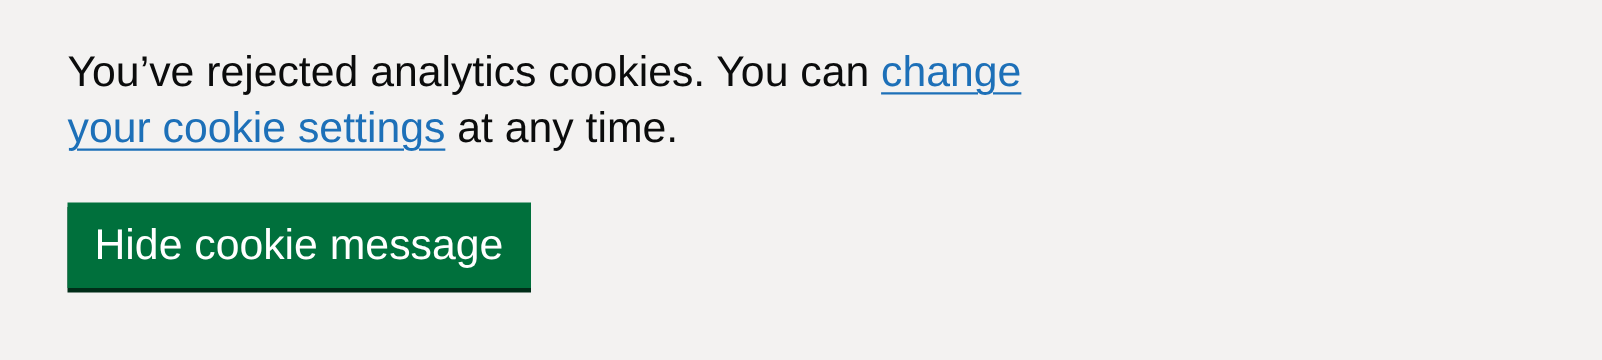 You’ve rejected analytics cookies. You can change
your cookie settings at any time.
Hide cookie message